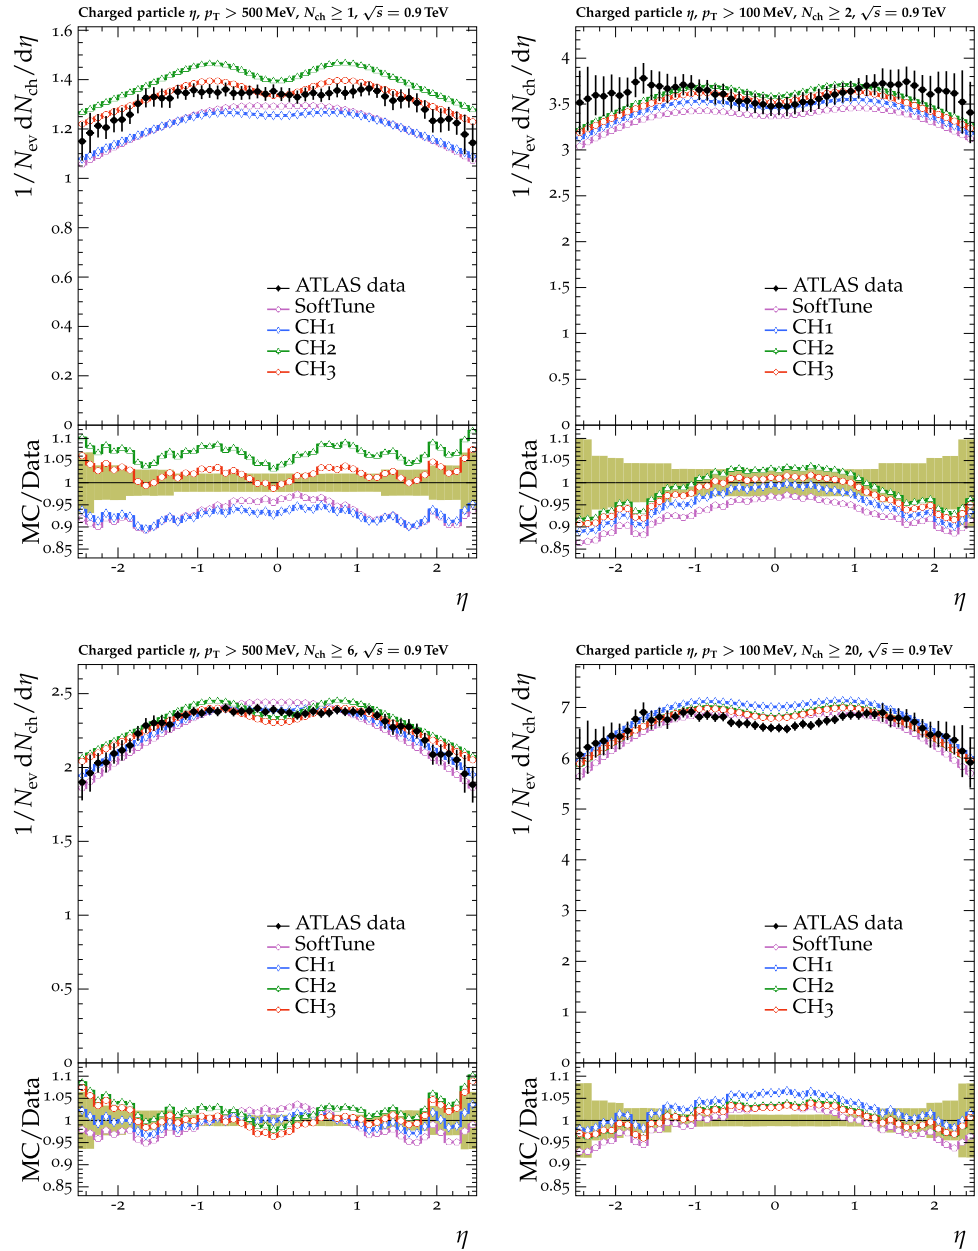 Charged particle η, pT > 500 MeV, Nch ≥ 1, √s = 0.9 TeV
1/Nev dNch/dη
1.6
1.4
1.2
1
0.8
0.6
0.4
0.2
0
ATLAS data
SoftTune
CH1
CH2
CH3
MC/Data
1.1
1.05
1
0.95
0.9
0.85
-2 -1 0 1 2
η
Charged particle η, pT > 100 MeV, Nch ≥ 2, √s = 0.9 TeV
1/Nev dNch/dη
4
3.5
3
2.5
2
1.5
1
0.5
0
ATLAS data
SoftTune
CH1
CH2
CH3
MC/Data
1.1
1.05
1
0.95
0.9
0.85
-2 -1 0 1 2
η
Charged particle η, pT > 500 MeV, Nch ≥ 6, √s = 0.9 TeV
1/Nev dNch/dη
2.5
2
1.5
1
0.5
0
ATLAS data
SoftTune
CH1
CH2
CH3
MC/Data
1.1
1.05
1
0.95
0.9
0.85
-2 -1 0 1 2
η
Charged particle η, pT > 100 MeV, Nch ≥ 20, √s = 0.9 TeV
1/Nev dNch/dη
7
6
5
4
3
2
1
0
ATLAS data
SoftTune
CH1
CH2
CH3
MC/Data
1.1
1.05
1
0.95
0.9
0.85
-2 -1 0 1 2
η